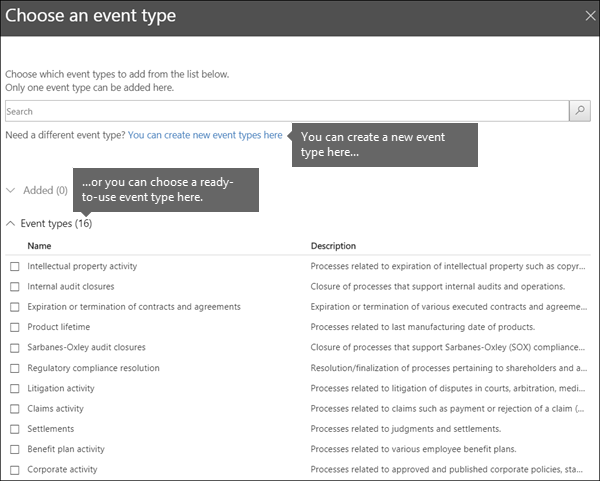 Choose an event type
Choose which event types to add from the list below.
Only one event type can be added here.
Search
Need a different event type? You can create new event types here
You can create a new event
type here...
...or you can choose a ready-
to-use event type here.
Added (0)
Event types (16)
Name Description
Intellectual property activity Processes related to expiration of intellectual property such as copyr...
Internal audit closures Closure of processes that support internal audits and operations.
Expiration or termination of contracts and agreements Expiration or termination of various executed contracts and agreeme...
Product lifetime Processes related to last manufacturing date of products.
Sarbanes-Oxley audit closures Closure of processes that support Sarbanes-Oxley (SOX) compliance...
Regulatory compliance resolution Resolution/finalization of processes pertaining to shareholders and a...
Litigation activity Processes related to litigation of disputes in courts, arbitration, medi...
Claims activity Processes related to claims such as payment or rejection of a claim (...
Settlements Processes related to judgments and settlements.
Benefit plan activity Processes related to various employee benefit plans.
Corporate activity Processes related to approved and published corporate policies, sta...